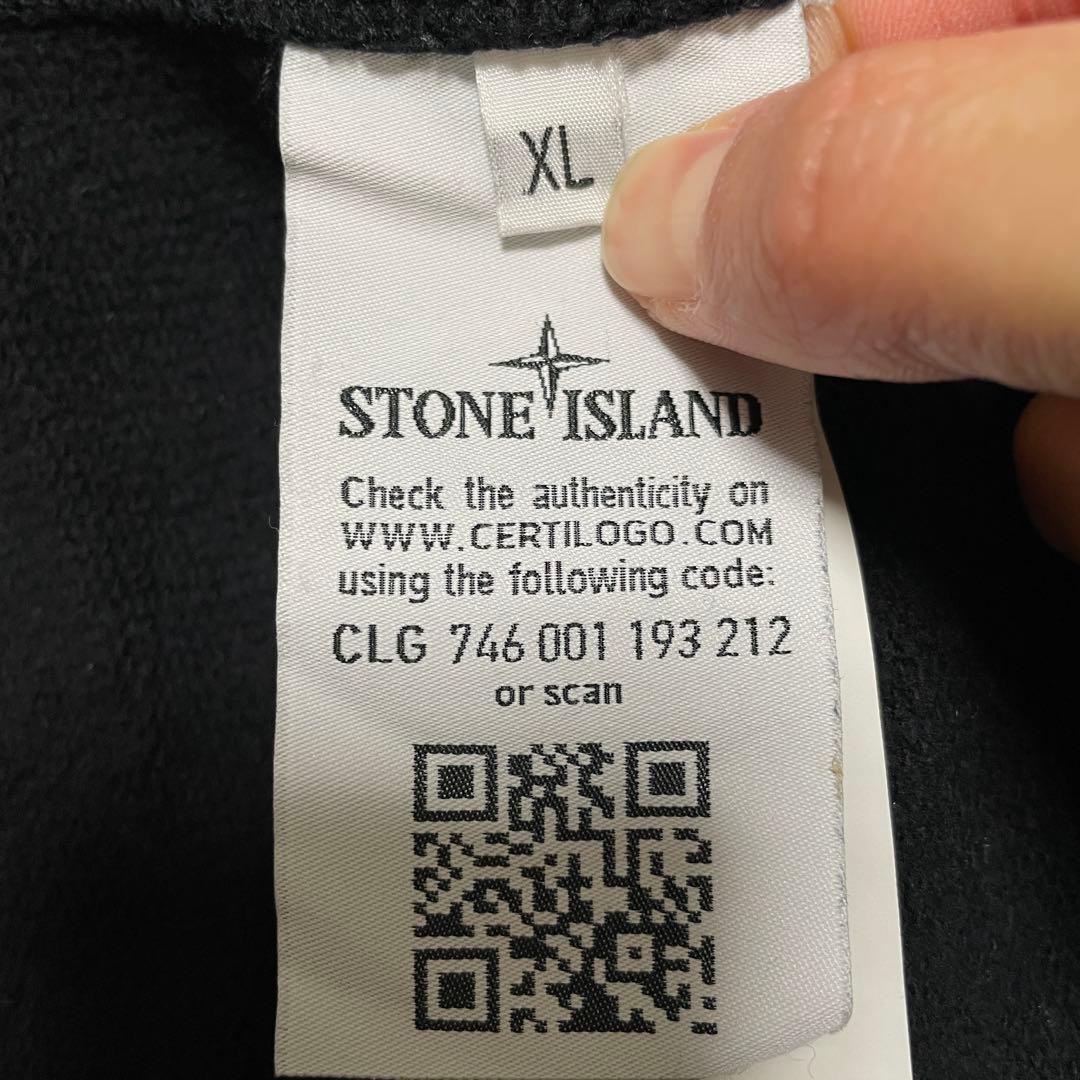 XL
STONE ISLAND
Check the authenticity on
WWW.CERTILOGO.COM
using the following code:
CLG 746 001 193 212
or scan